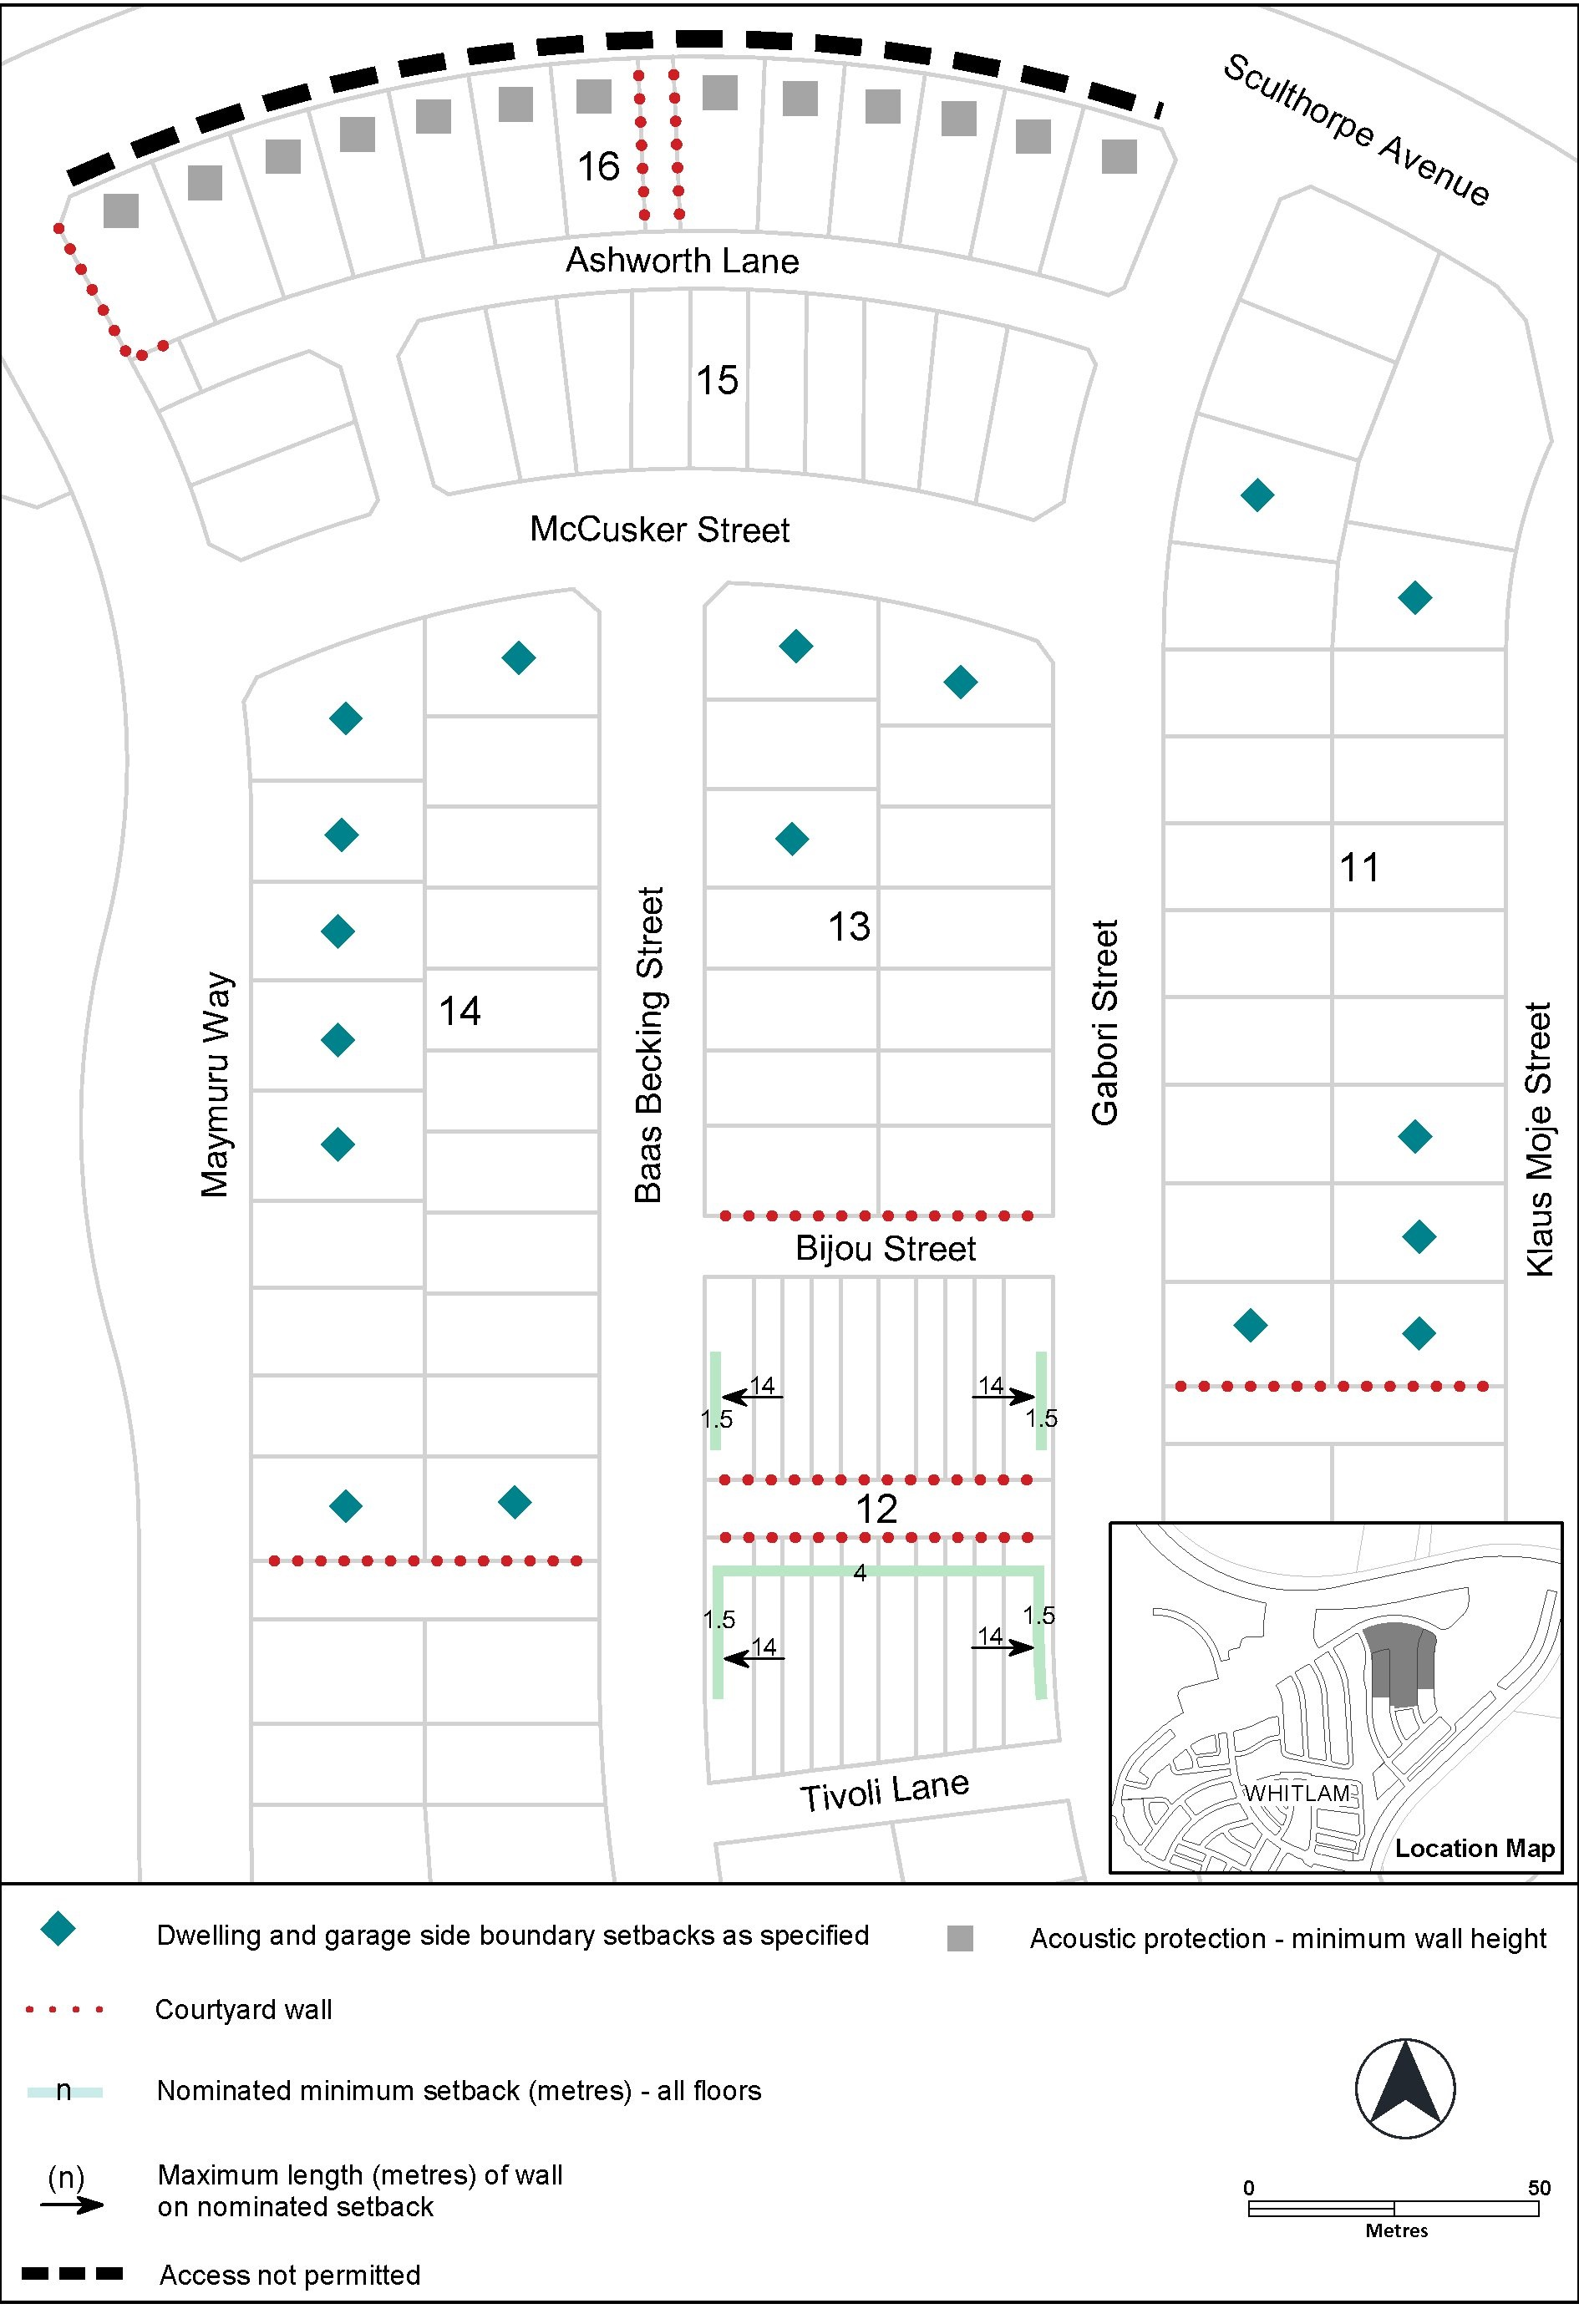 Sculthorpe Avenue
16
Ashworth Lane
15
McCusker Street
11
13
14
Maymuru Way
Baas Becking Street
Gabori Street
Klaus Moje Street
Bijou Street
14
14
1.5
1.5
12
4
1.5
1.5
14
14
Tivoli Lane
WHITLAM
Location Map
Dwelling and garage side boundary setbacks as specified
Acoustic protection - minimum wall height
Courtyard wall
n
Nominated minimum setback (metres) - all floors
(n)
Maximum length (metres) of wall
on nominated setback
0
50
Metres
Access not permitted